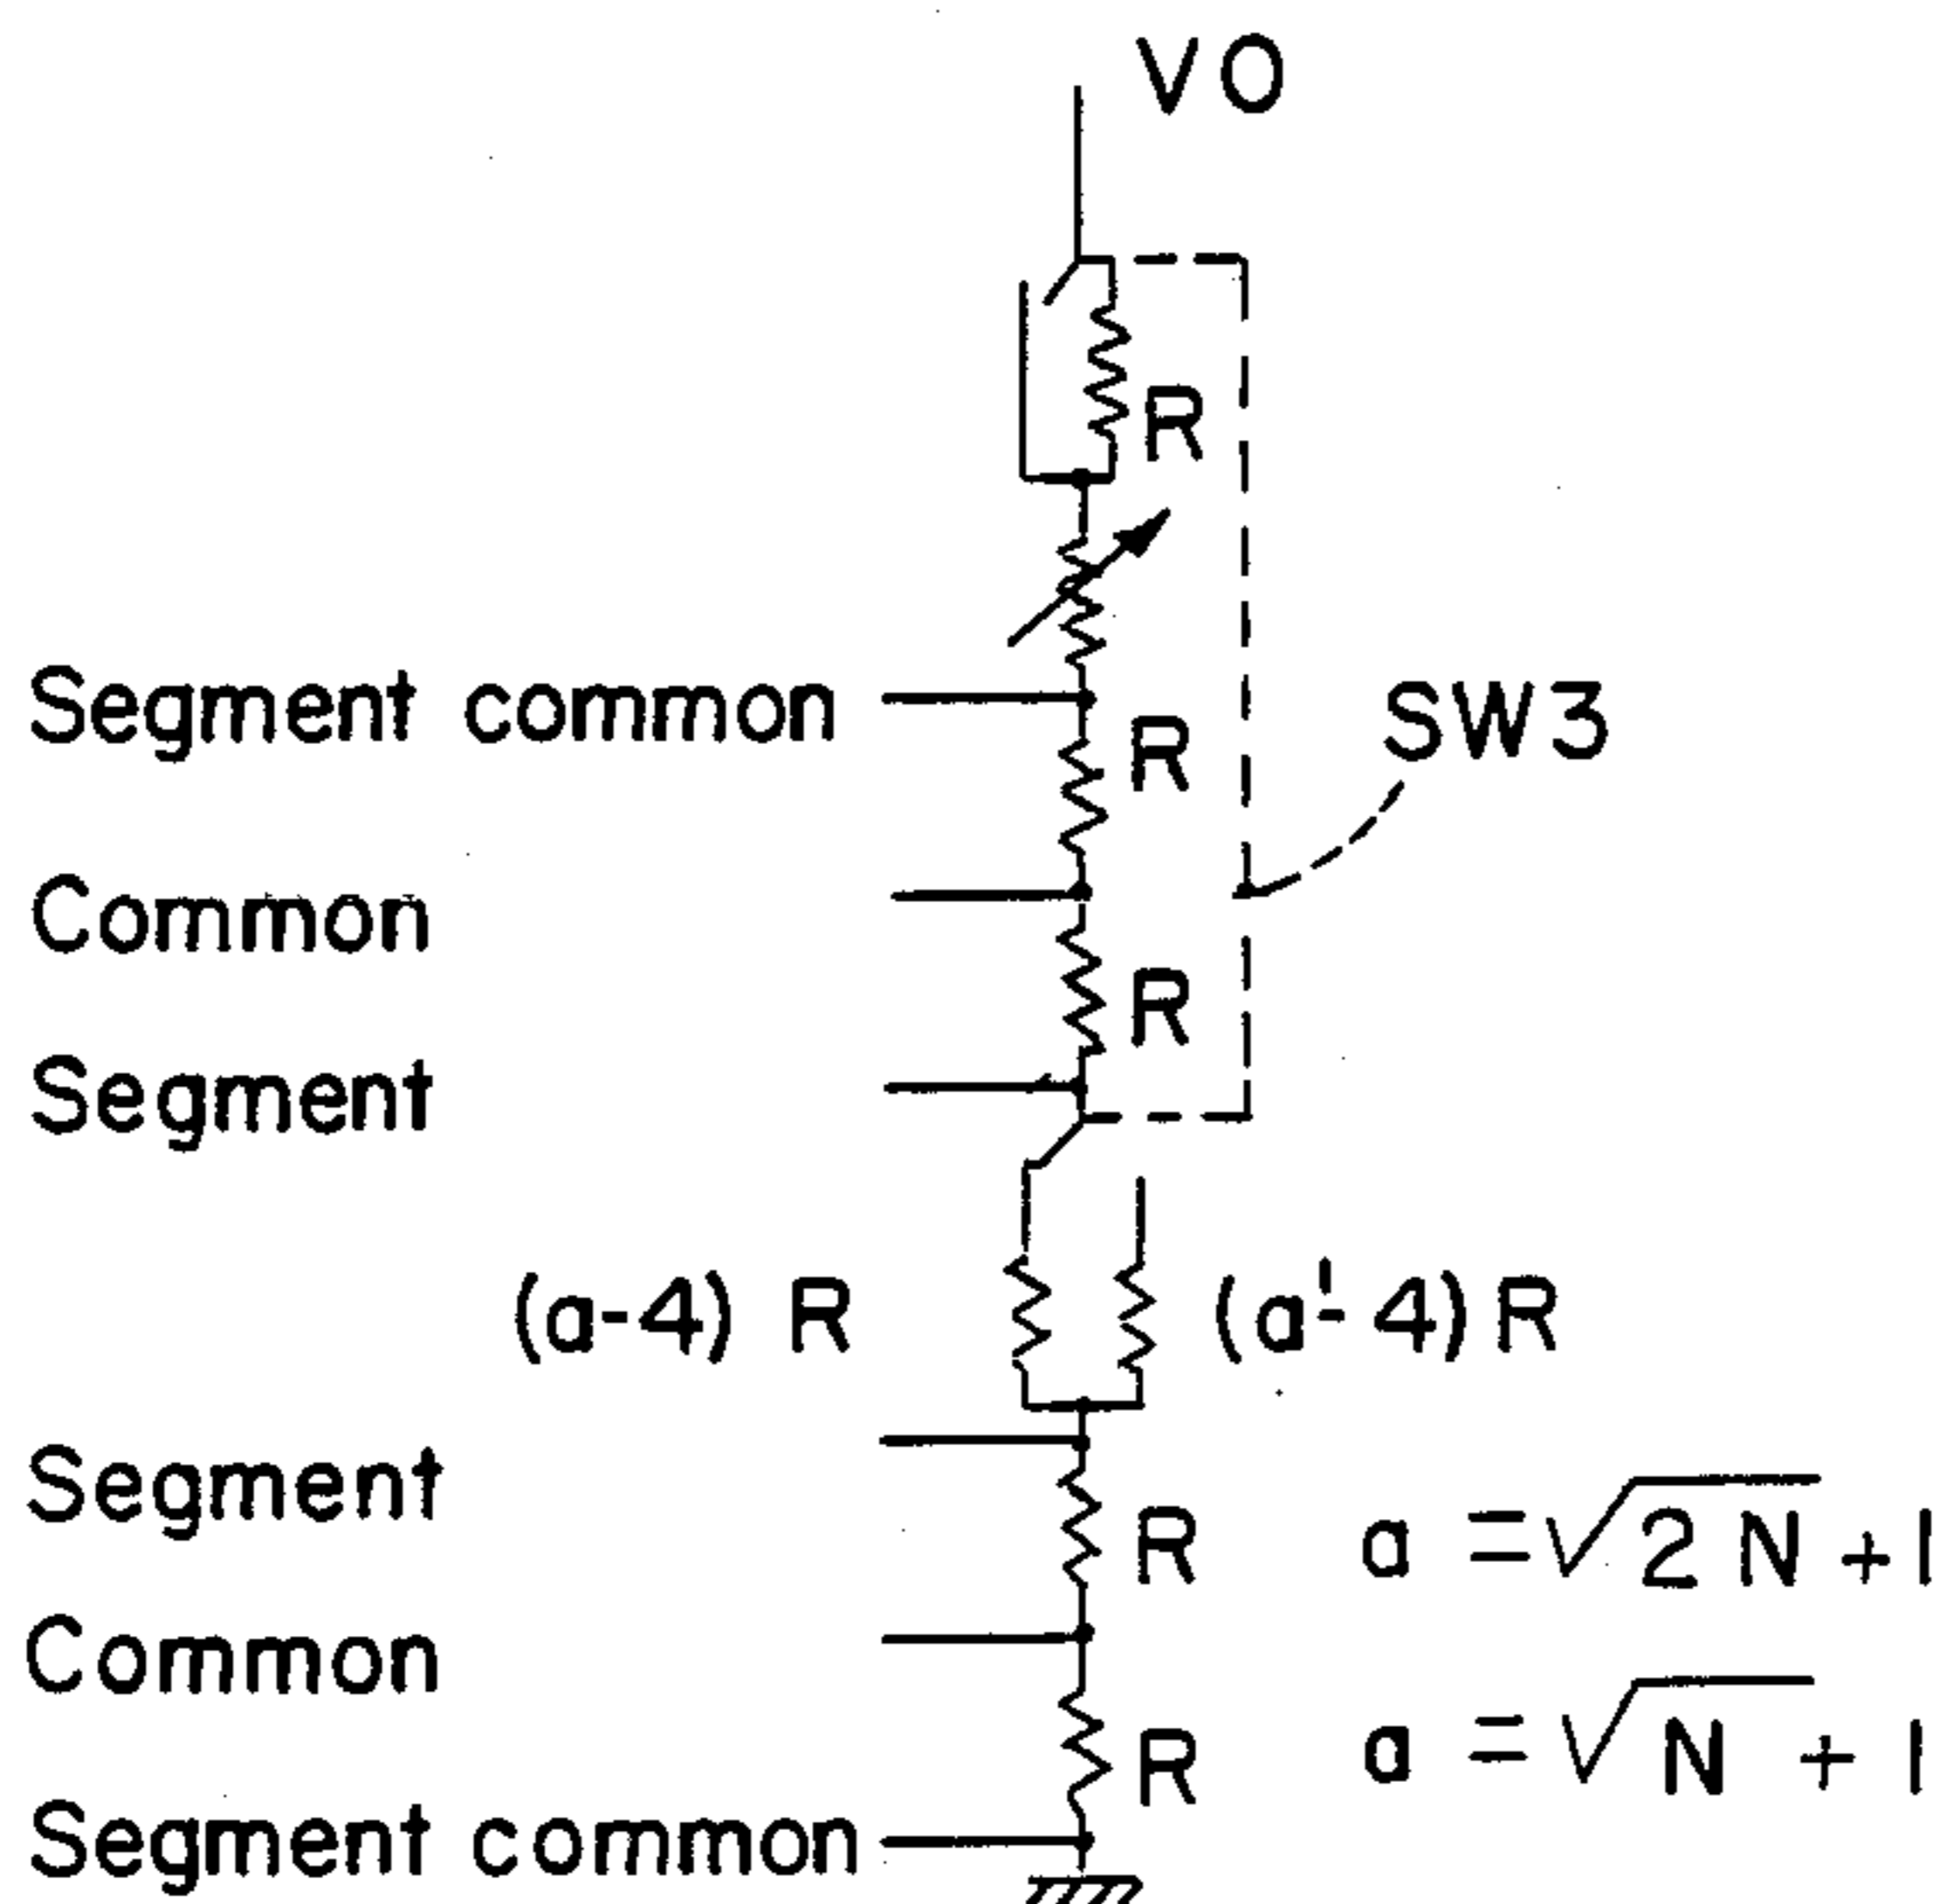 VO
R
Segment common
R
SW3
Common
R
Segment
(a-4) R
(a'-4) R
Segment
R
a = √2N + 1
Common
R
a = √N + 1
Segment common